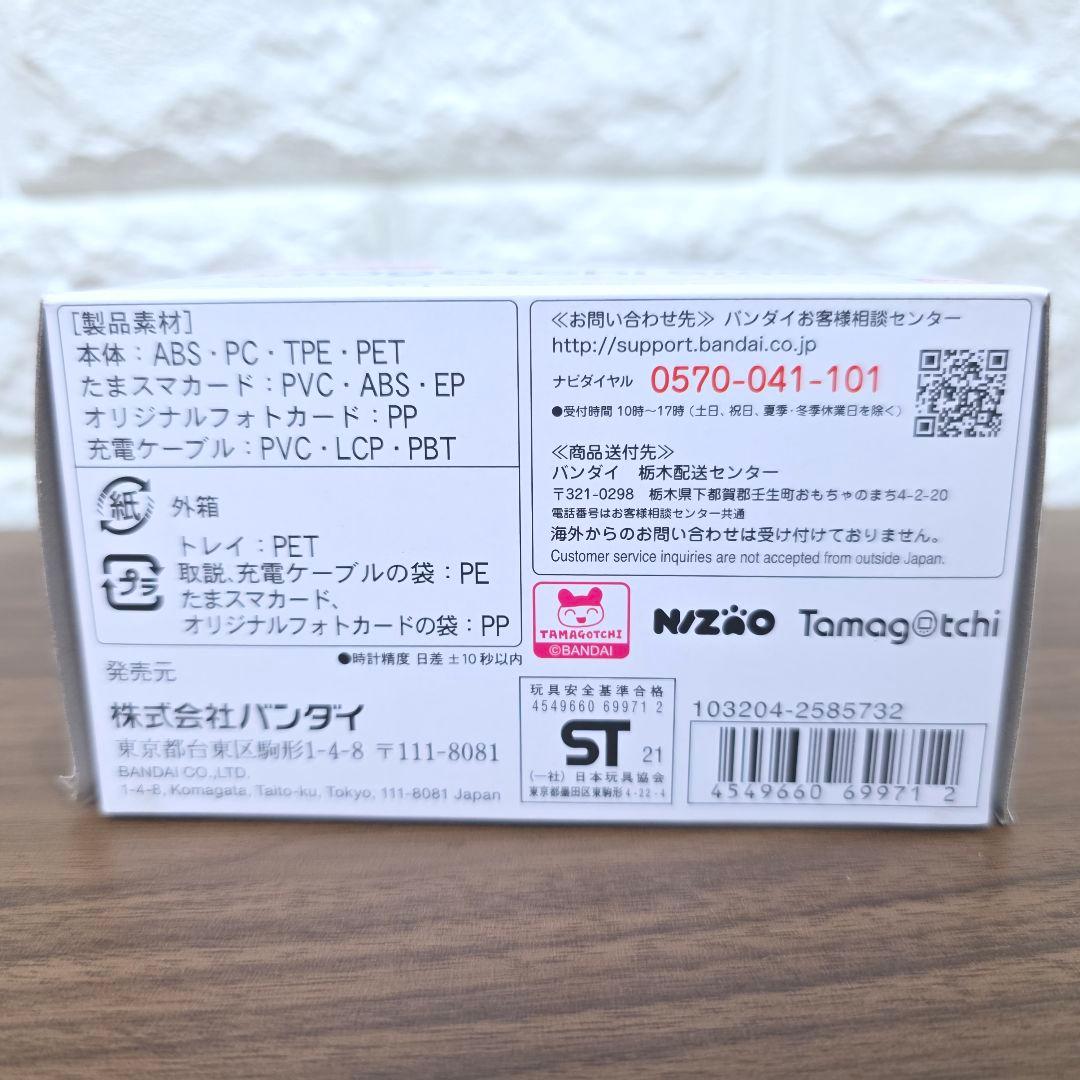 [製品素材]
本体：ABS・PC・TPE・PET
たまスマカード：PVC・ABS・EP
オリジナルフォトカード：PP
充電ケーブル：PVC・LCP・PBT
紙 外箱
プラ
トレイ：PET
取説、充電ケーブルの袋：PE
たまスマカード、
オリジナルフォトカードの袋：PP
●時計精度 日差 ±10秒以内
発売元
株式会社バンダイ
東京都台東区駒形1-4-8 〒111-8081
BANDAI CO.,LTD.
1-4-8, Komagata, Taito-ku, Tokyo, 111-8081 Japan
≪お問い合わせ先≫ バンダイお客様相談センター
http://support.bandai.co.jp
ナビダイヤル 0570-041-101
●受付時間 10時～17時（土日、祝日、夏季・冬季休業日を除く）
≪商品送付先≫
バンダイ 栃木配送センター
〒321-0298 栃木県下都賀郡壬生町おもちゃのまち4-2-20
電話番号はお客様相談センター共通
海外からのお問い合わせは受け付けておりません。
Customer service inquiries are not accepted from outside Japan.
TAMAGOTCHI
©BANDAI
NIZOO
Tamagotchi
玩具安全基準合格
4549660 69971 2
ST 21
(一社) 日本玩具協会
東京都墨田区東駒形4-22-4
103204-2585732
4549660 699712